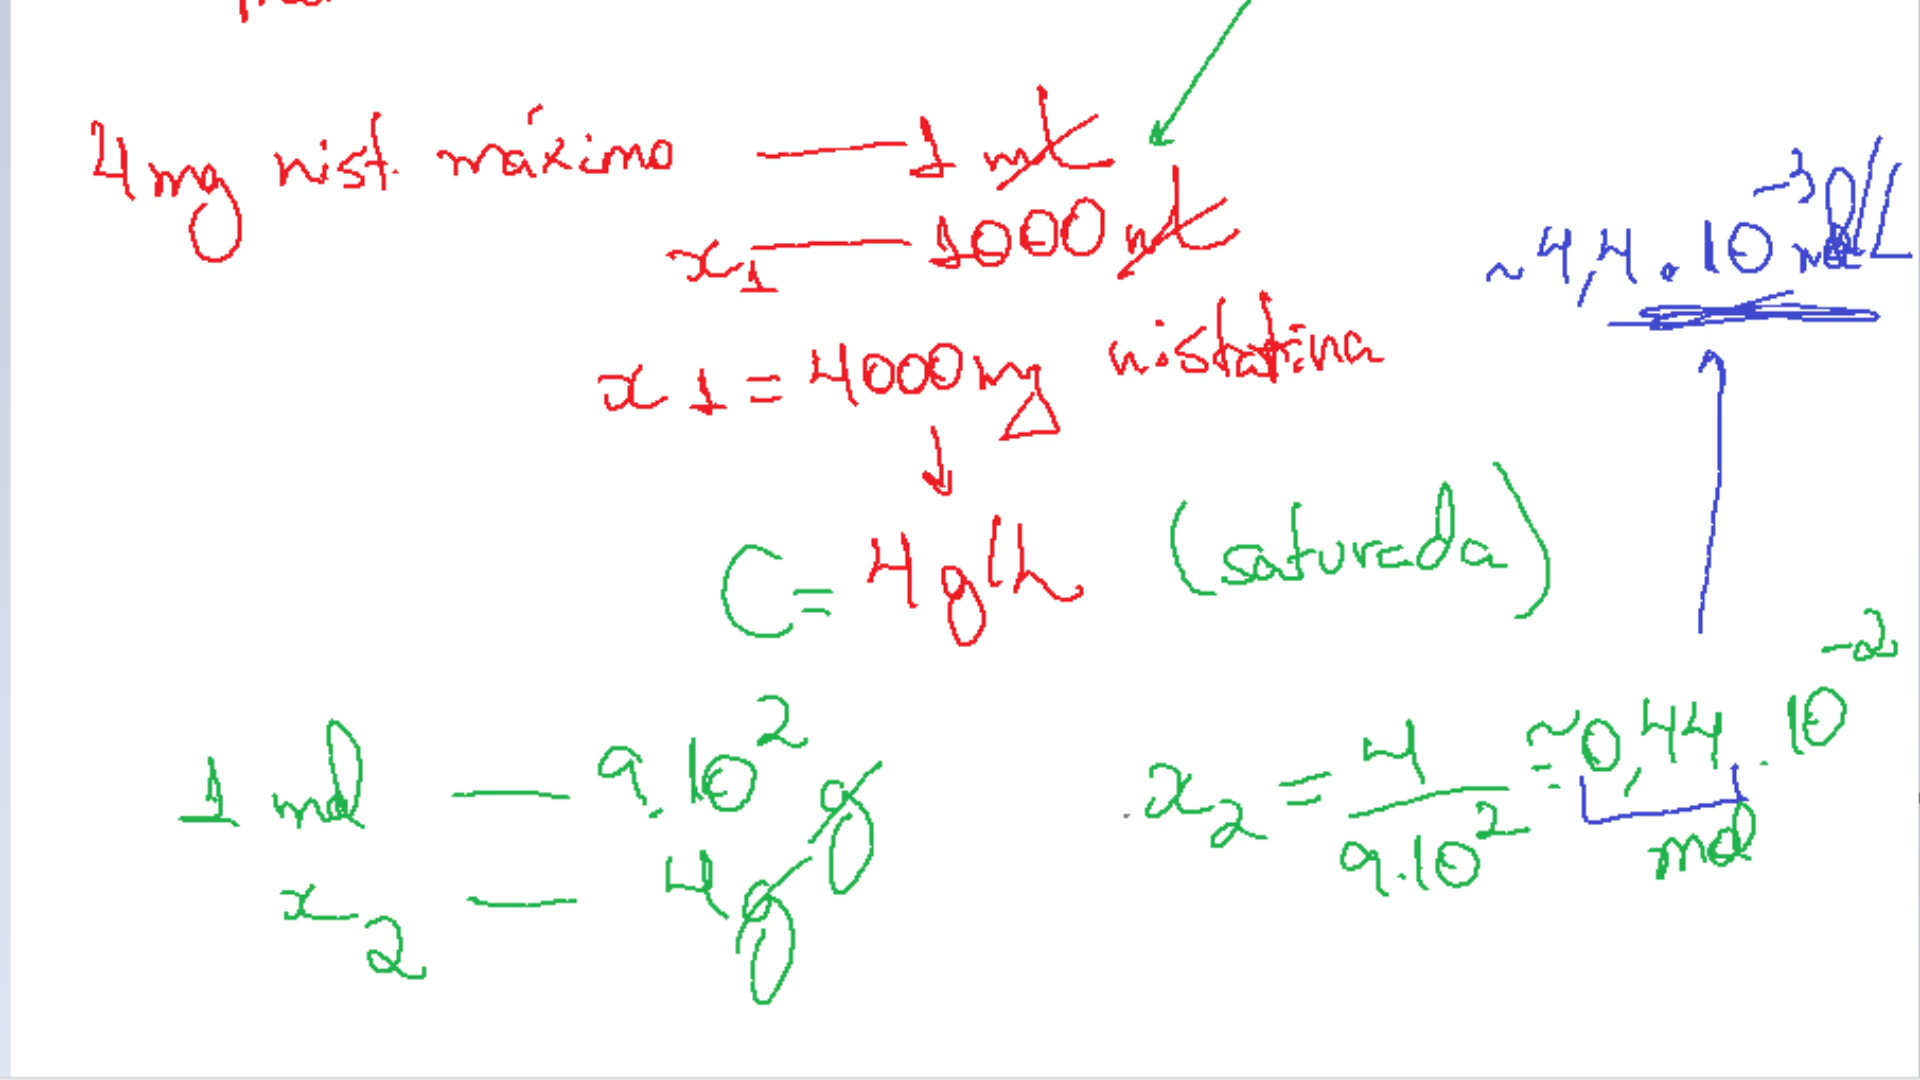 4mg nist. máximo — 1 mL
x1 — 1000 mL
x1 = 4000mg nistatina
C = 4 g/L (saturada)
~4,4 . 10^-3 mol/L
1 mol — 9.10^2 g
x2 — 4g
x2 = 4 / 9.10^2 ≅ 0,44 . 10^-2 mol